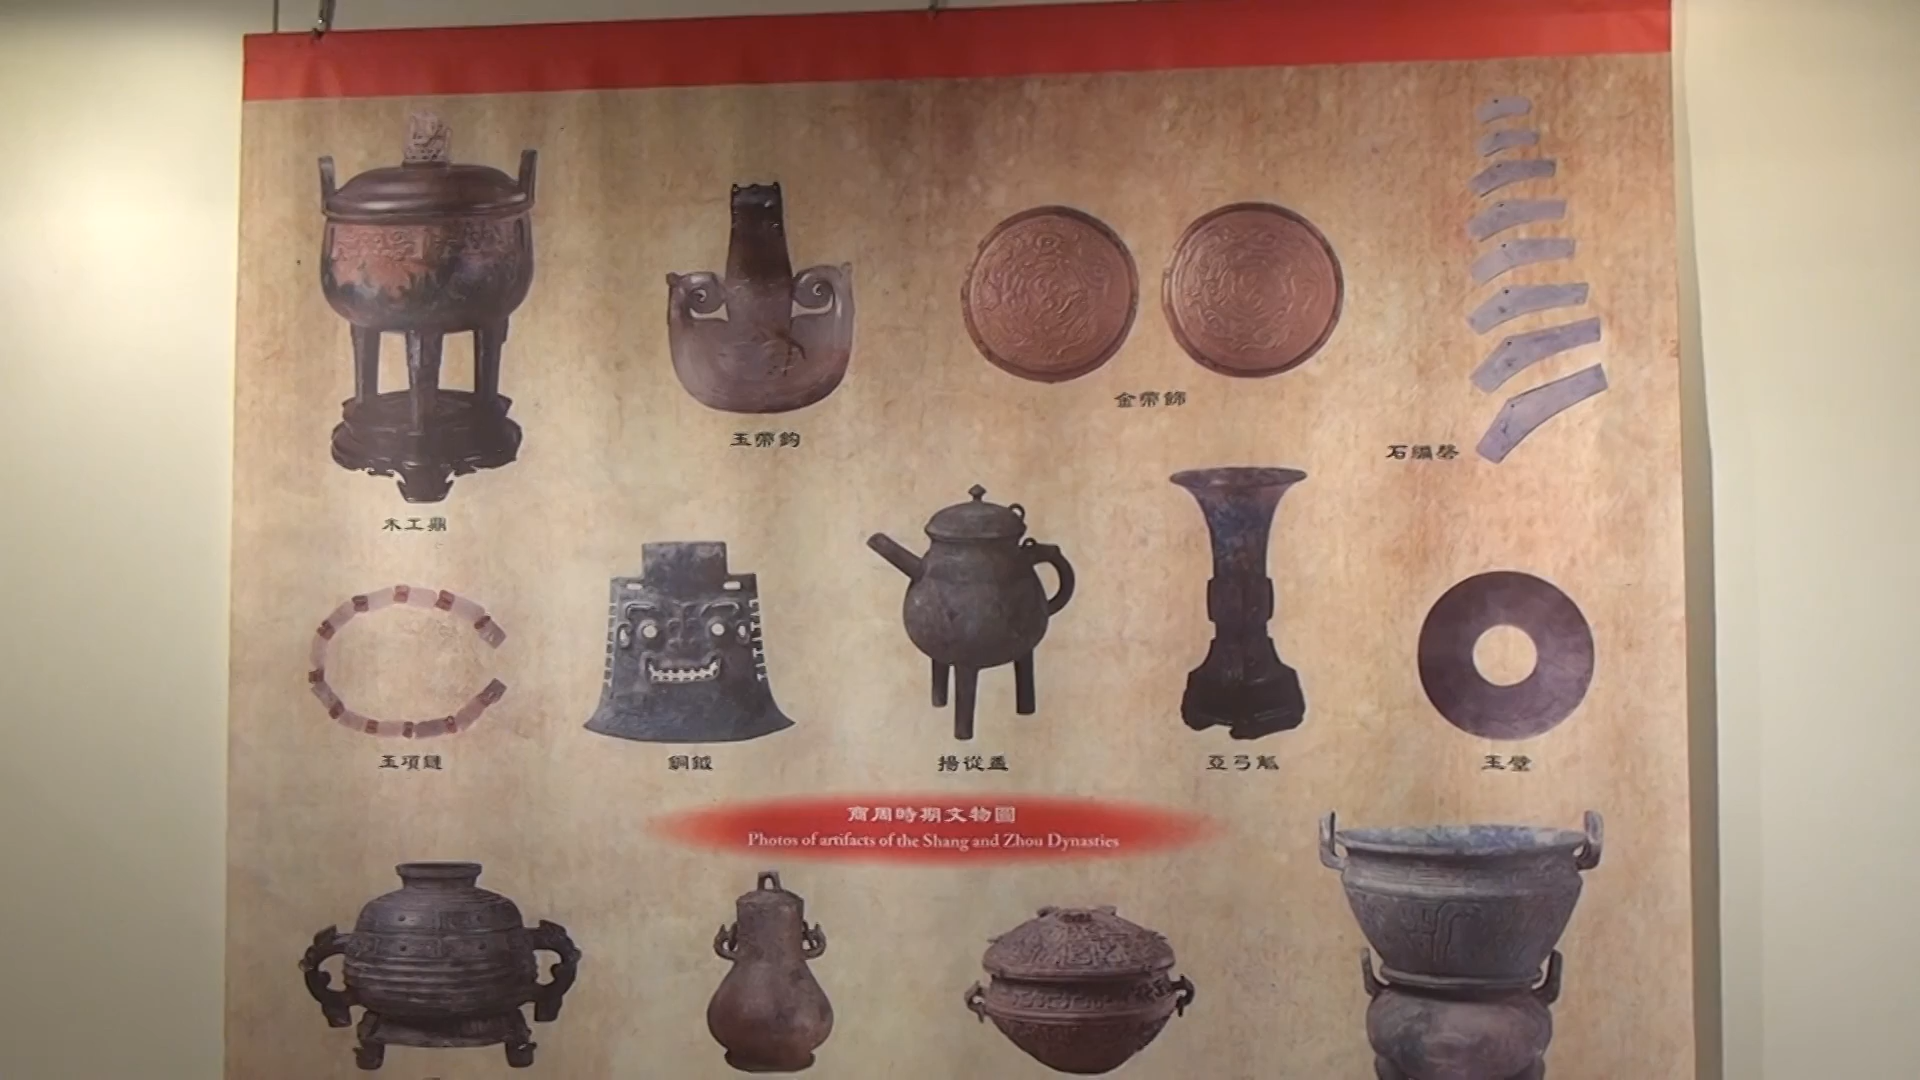 金帶飾
玉帶鈎
石編磬
木工鼎
玉項鏈
銅鉞
揚從盉
亞弓觚
玉璧
商周時期文物圖
Photos of artifacts of the Shang and Zhou Dynasties